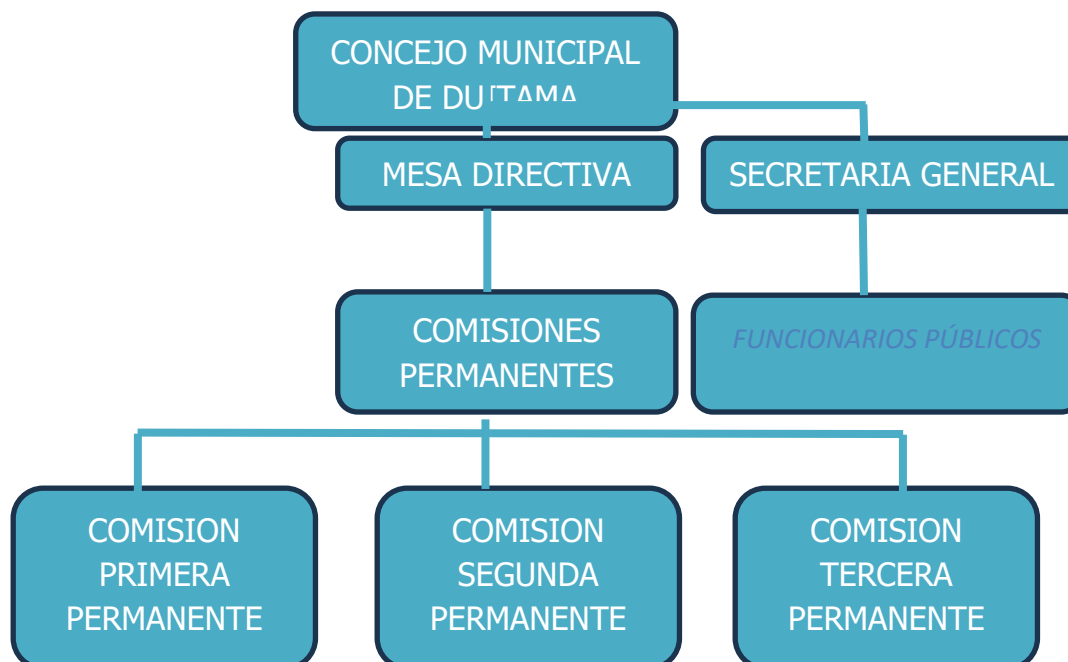 CONCEJO MUNICIPAL
DE DUITAMA
MESA DIRECTIVA
SECRETARIA GENERAL
COMISIONES
PERMANENTES
FUNCIONARIOS PÚBLICOS
COMISION
PRIMERA
PERMANENTE
COMISION
SEGUNDA
PERMANENTE
COMISION
TERCERA
PERMANENTE